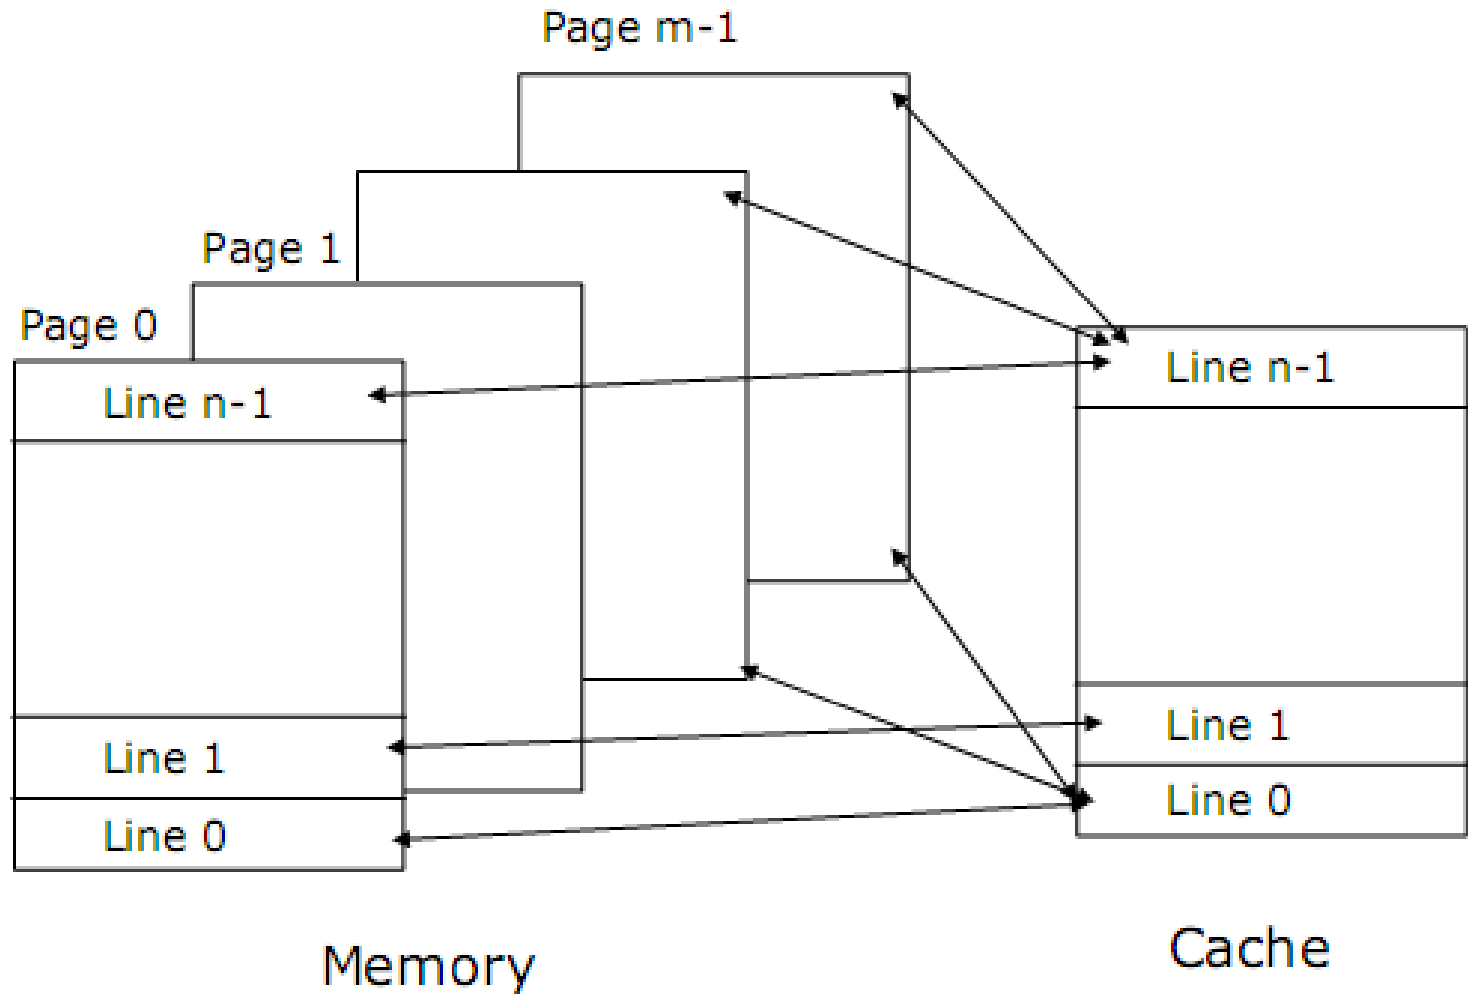 Page m-1
Page 1
Page 0
Line n-1
Line 1
Line 0
Memory
Line n-1
Line 1
Line 0
Cache